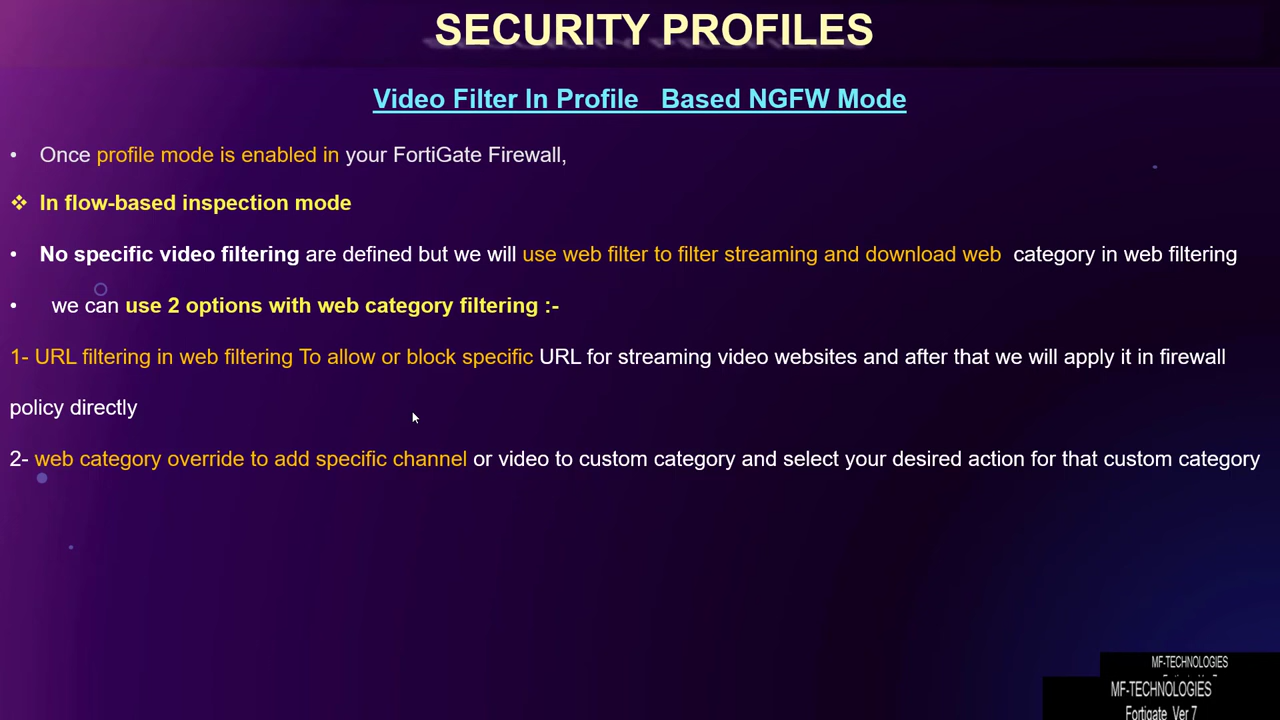 SECURITY PROFILES
Video Filter In Profile   Based NGFW Mode
• Once profile mode is enabled in your FortiGate Firewall,
❖ In flow-based inspection mode
• No specific video filtering are defined but we will use web filter to filter streaming and download web  category in web filtering
• we can use 2 options with web category filtering :-
1- URL filtering in web filtering To allow or block specific URL for streaming video websites and after that we will apply it in firewall
policy directly
2- web category override to add specific channel or video to custom category and select your desired action for that custom category
MF-TECHNOLOGIES
MF-TECHNOLOGIES
Fortigate Ver 7